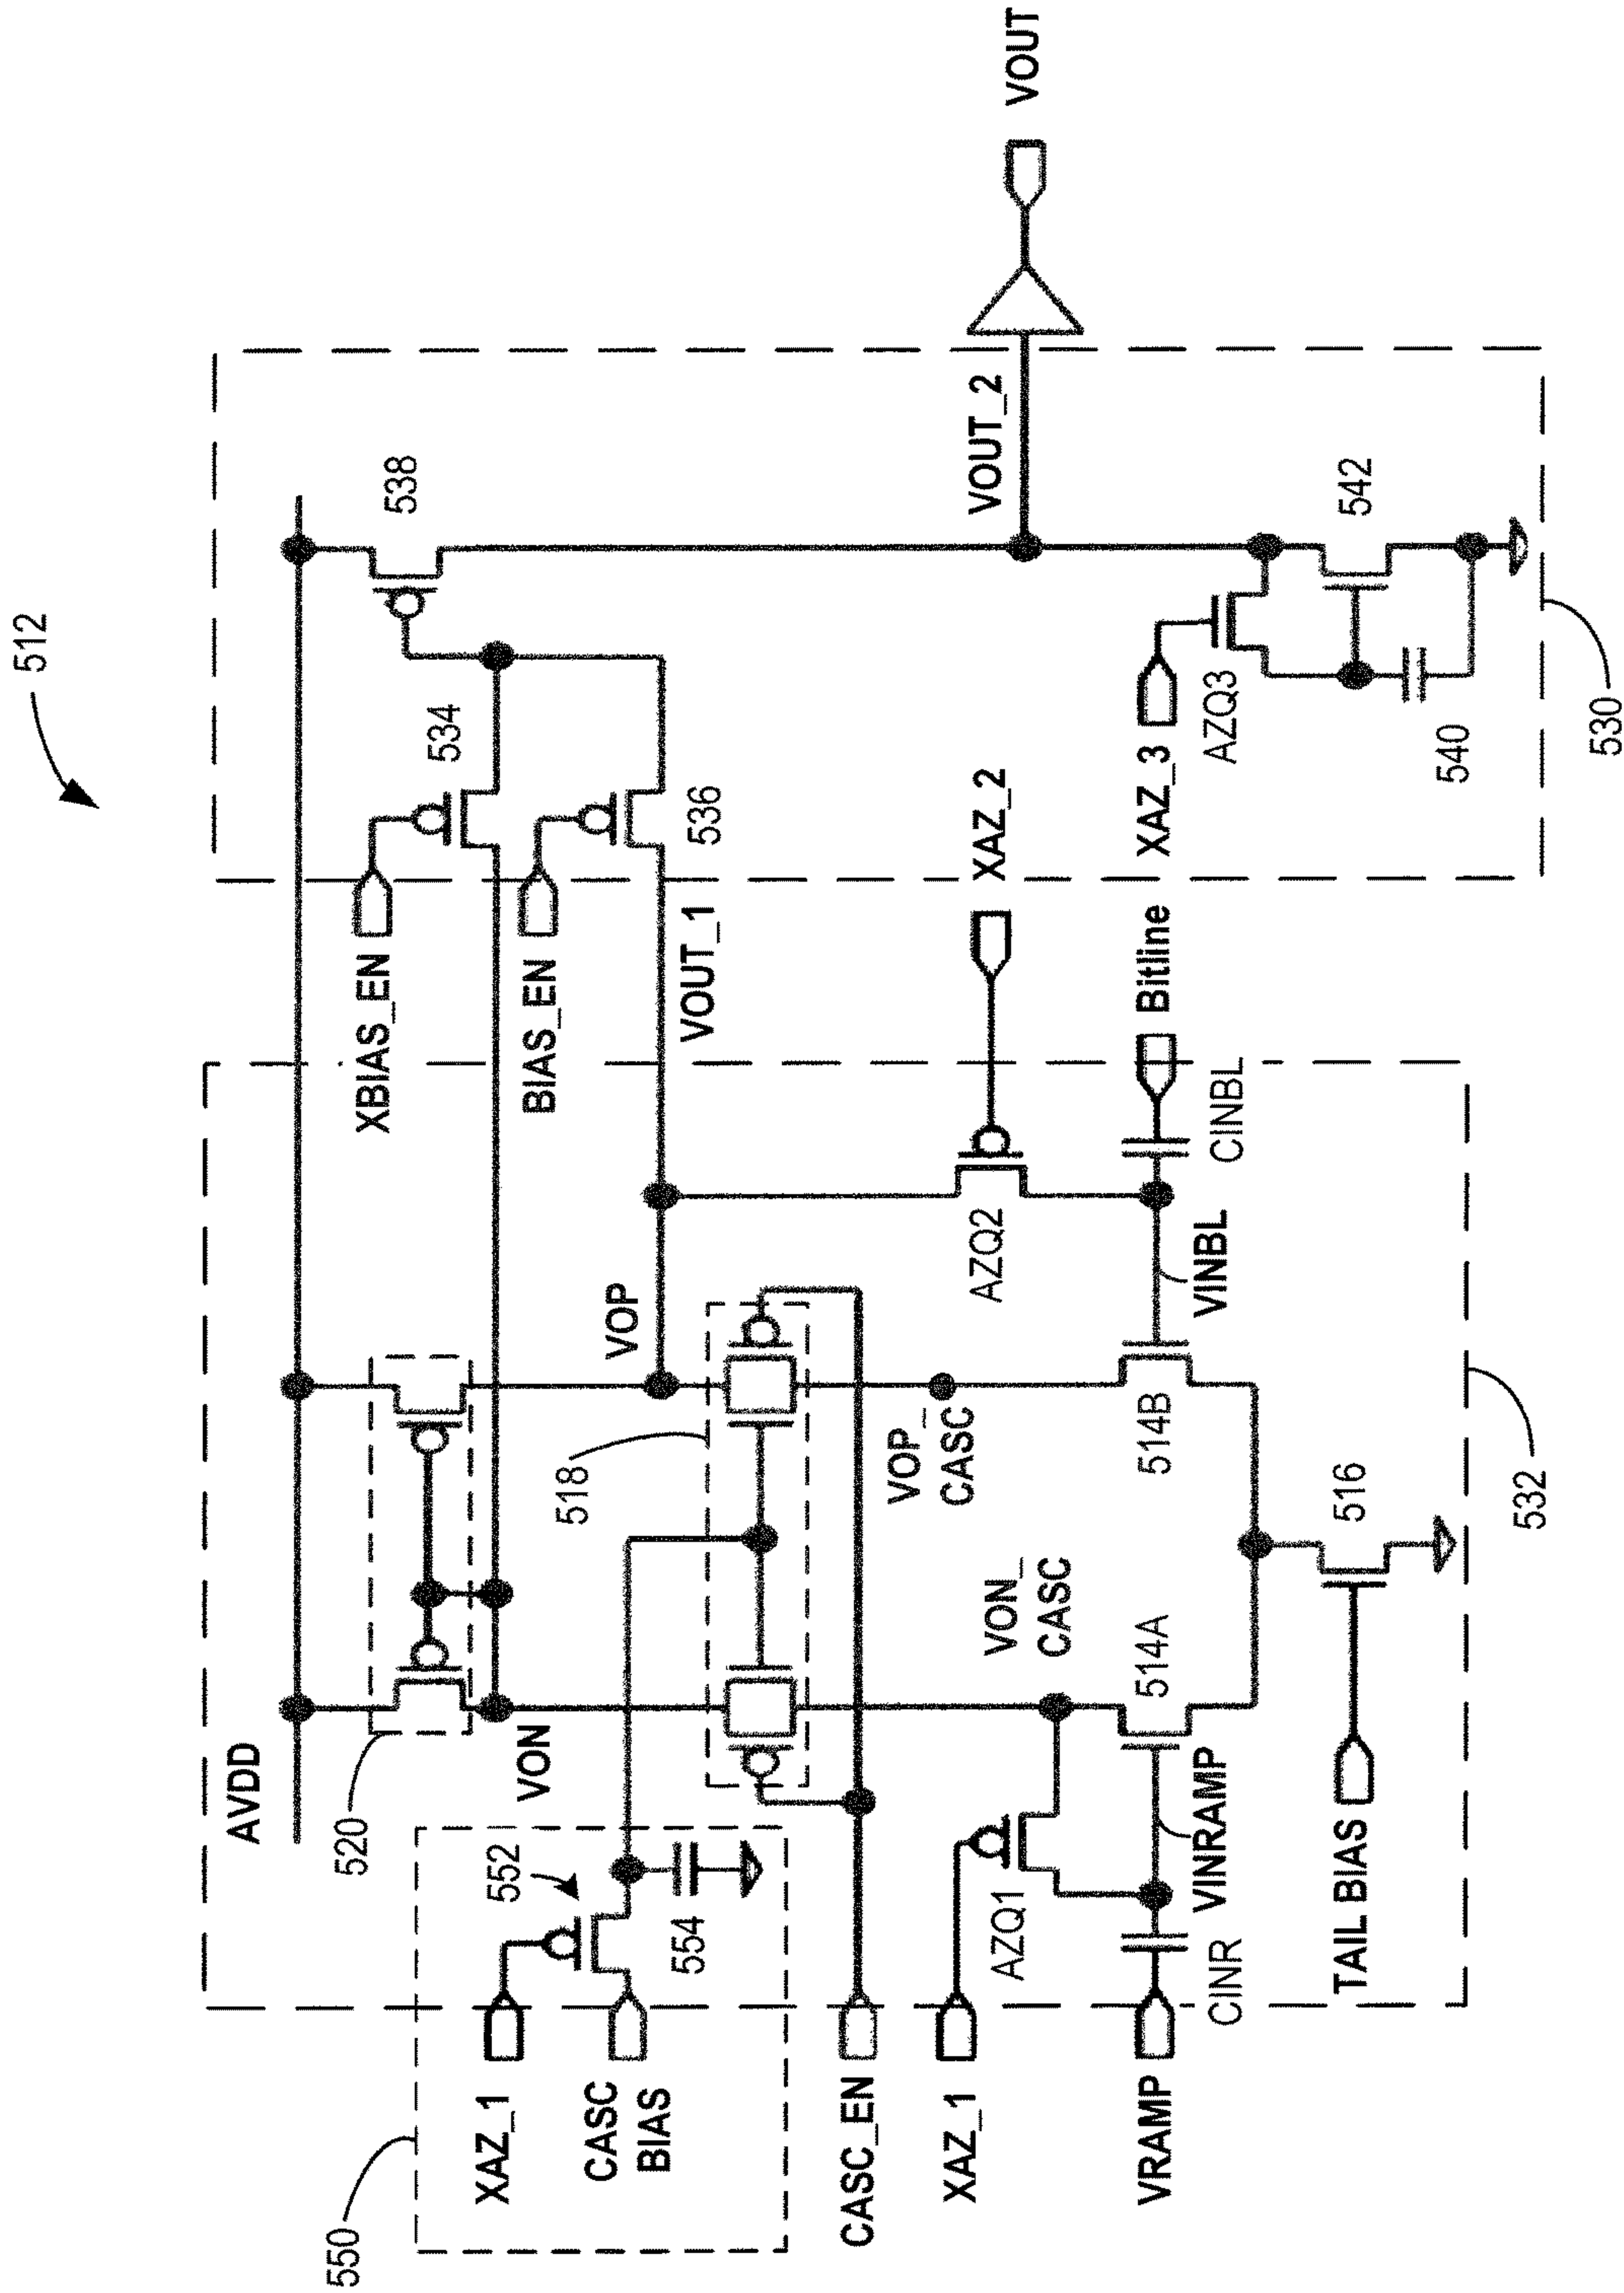 512
AVDD
520
VON
VOP
518
XBIAS_EN
534
BIAS_EN
536
538
VOUT_1
VOUT_2
VOUT
550
XAZ_1
552
CASC
BIAS
554
CASC_EN
XAZ_1
AZQ1
VON_
CASC
VOP_
CASC
AZQ2
XAZ_2
VRAMP
CINR
VINRAMP
514A
514B
VINBL
CINBL
Bitline
XAZ_3
AZQ3
540
542
TAIL BIAS
516
532
530